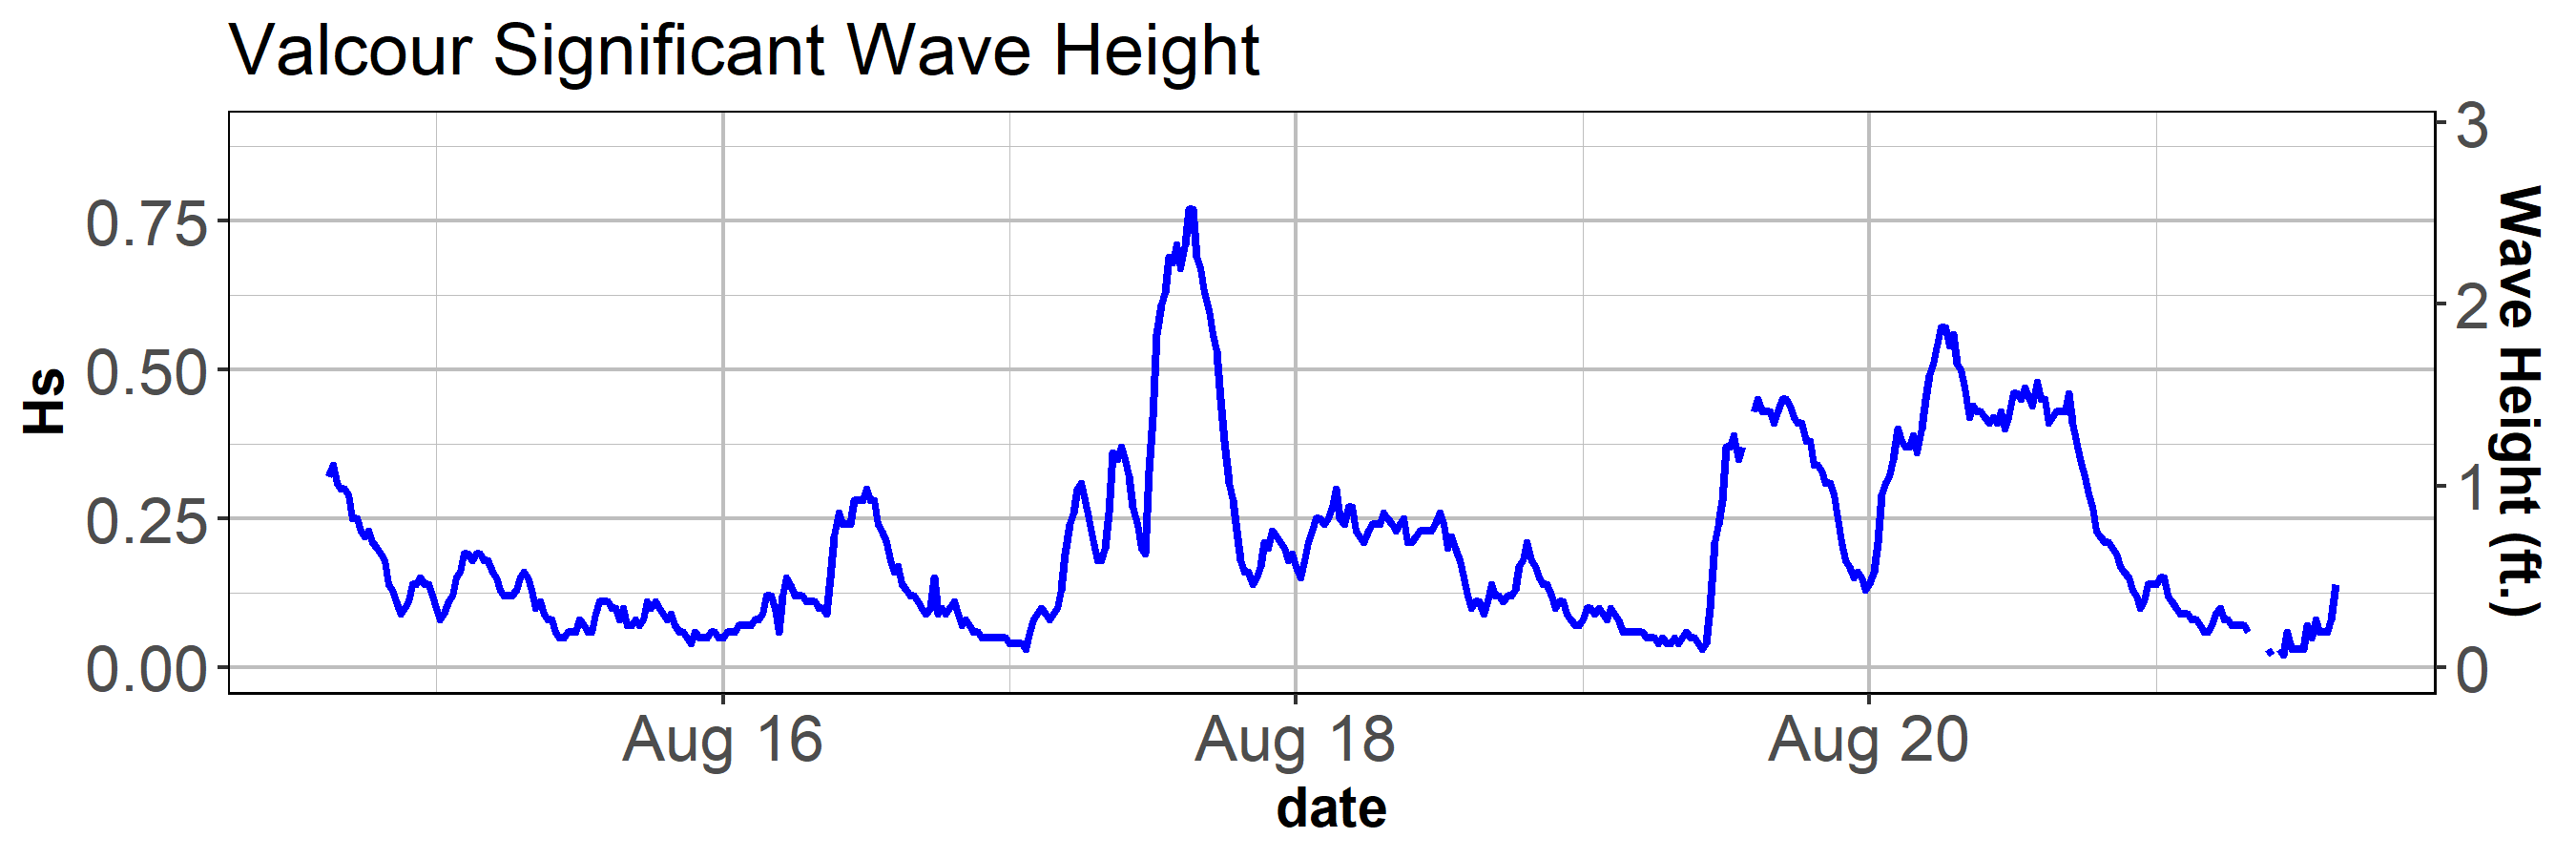 Valcour Significant Wave Height
Hs
0.75
0.50
0.25
0.00
3
2
1
0
Wave Height (ft.)
Aug 16
Aug 18
Aug 20
date